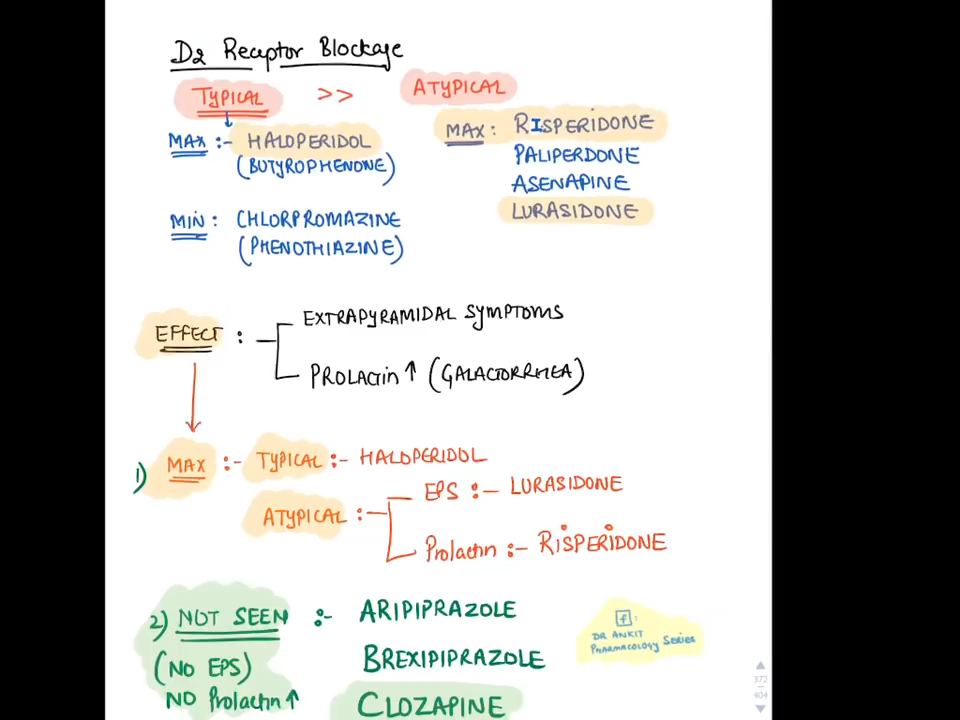 D2 Receptor Blockage
TYPICAL >> ATYPICAL
MAX :- HALOPERIDOL
(BUTYROPHENONE)
MIN : CHLORPROMAZINE
(PHENOTHIAZINE)
MAX : RISPERIDONE
PALIPERDONE
ASENAPINE
LURASIDONE
EFFECT :-
EXTRAPYRAMIDAL SYMPTOMS
PROLACTIN ↑ (GALACTORRHEA)
1) MAX :- TYPICAL :- HALOPERIDOL
ATYPICAL :-
EPS :- LURASIDONE
Prolactin :- RISPERIDONE
2) NOT SEEN :- ARIPIPRAZOLE
(NO EPS) BREXIPIPRAZOLE
NO Prolactin ↑ CLOZAPINE
f
DR ANKIT
PHARMACOLOGY SERIES
372
404